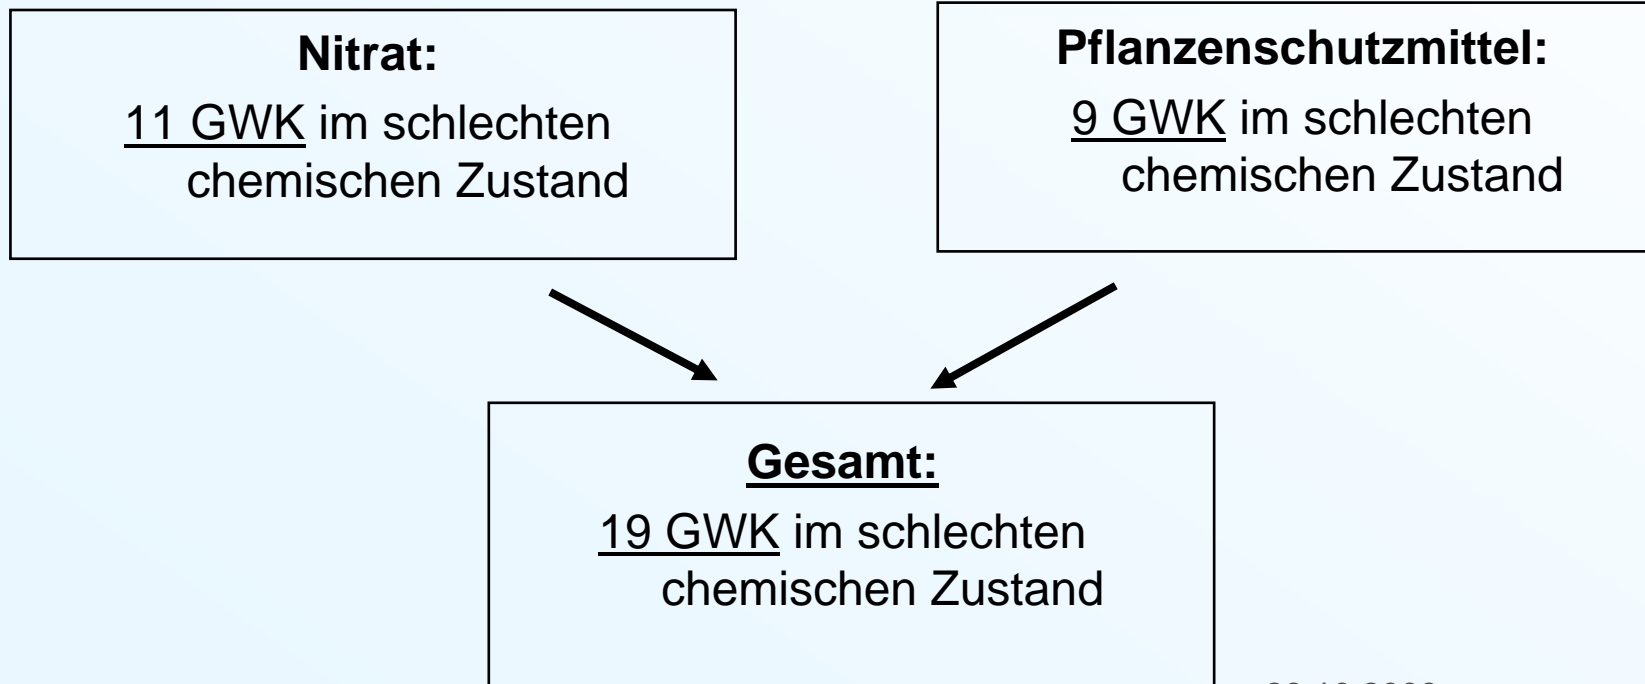 Nitrat:
11 GWK im schlechten
chemischen Zustand
Pflanzenschutzmittel:
9 GWK im schlechten
chemischen Zustand
Gesamt:
19 GWK im schlechten
chemischen Zustand